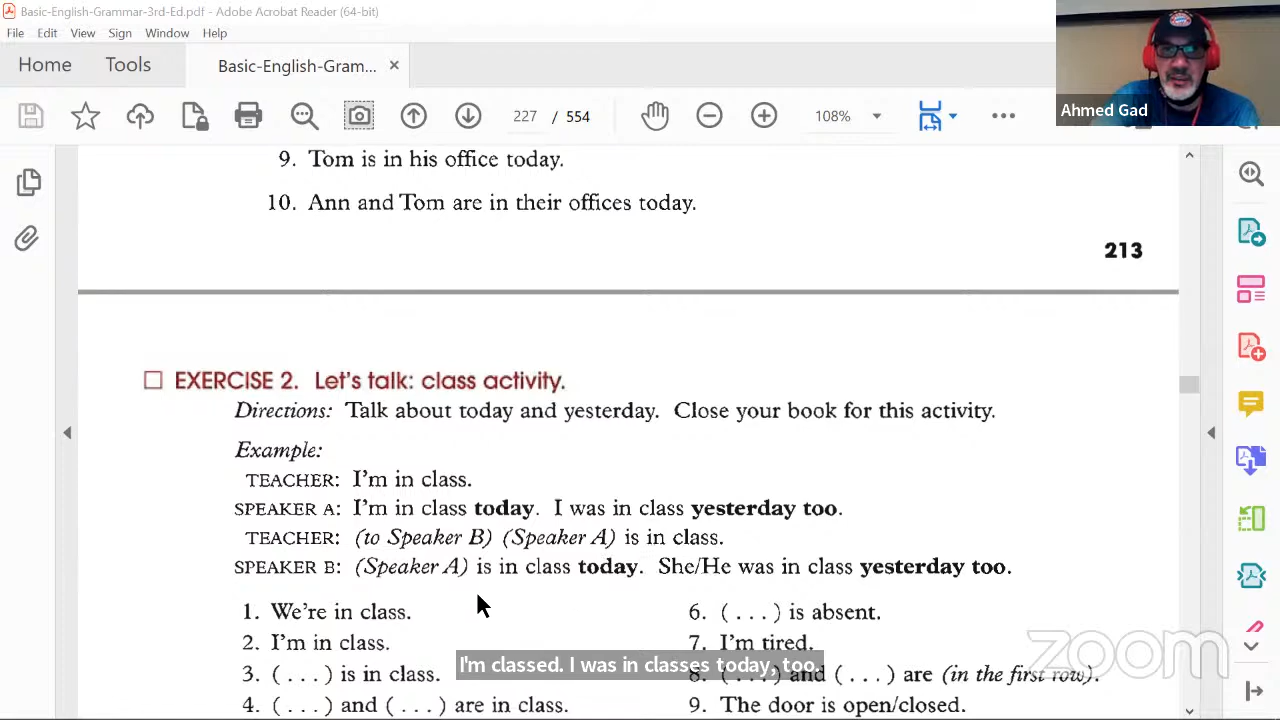 Basic-English-Grammar-3rd-Ed.pdf - Adobe Acrobat Reader (64-bit)
File Edit View Sign Window Help
Home Tools Basic-English-Gram... ×
227 / 554 108%
Ahmed Gad
9. Tom is in his office today.
10. Ann and Tom are in their offices today.
213
EXERCISE 2. Let's talk: class activity.
Directions: Talk about today and yesterday. Close your book for this activity.
Example:
TEACHER: I'm in class.
SPEAKER A: I'm in class today. I was in class yesterday too.
TEACHER: (to Speaker B) (Speaker A) is in class.
SPEAKER B: (Speaker A) is in class today. She/He was in class yesterday too.
1. We're in class.
2. I'm in class.
3. ( . . . ) is in class.
4. ( . . . ) and ( . . . ) are in class.
6. ( . . . ) is absent.
7. I'm tired.
8. ( . . . ) and ( . . . ) are (in the first row).
9. The door is open/closed.
I'm classed. I was in classes today, too.
zoom